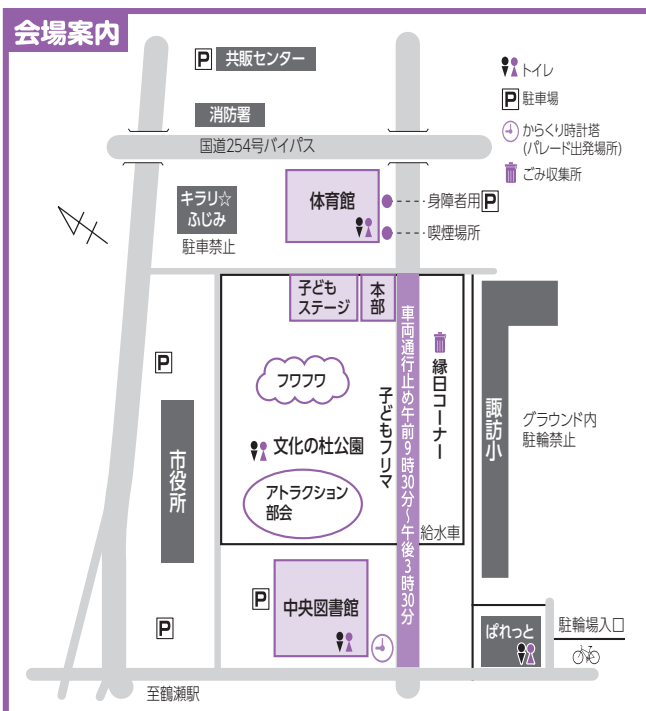 会場案内
P 共販センター
消防署
国道254号バイパス
トイレ
P 駐車場
からくり時計塔
(パレード出発場所)
ごみ収集所
キラリ☆
ふじみ
駐車禁止
体育館
身障者用P
喫煙場所
子ども
ステージ
本部
車両通行止め午前9時30分〜午後3時30分
縁日コーナー
子どもフリマ
フワフワ
文化の杜公園
アトラクション
部会
給水車
P
市役所
P
諏訪小
グラウンド内
駐輪禁止
P
中央図書館
ぱれっと
駐輪場入口
至鶴瀬駅